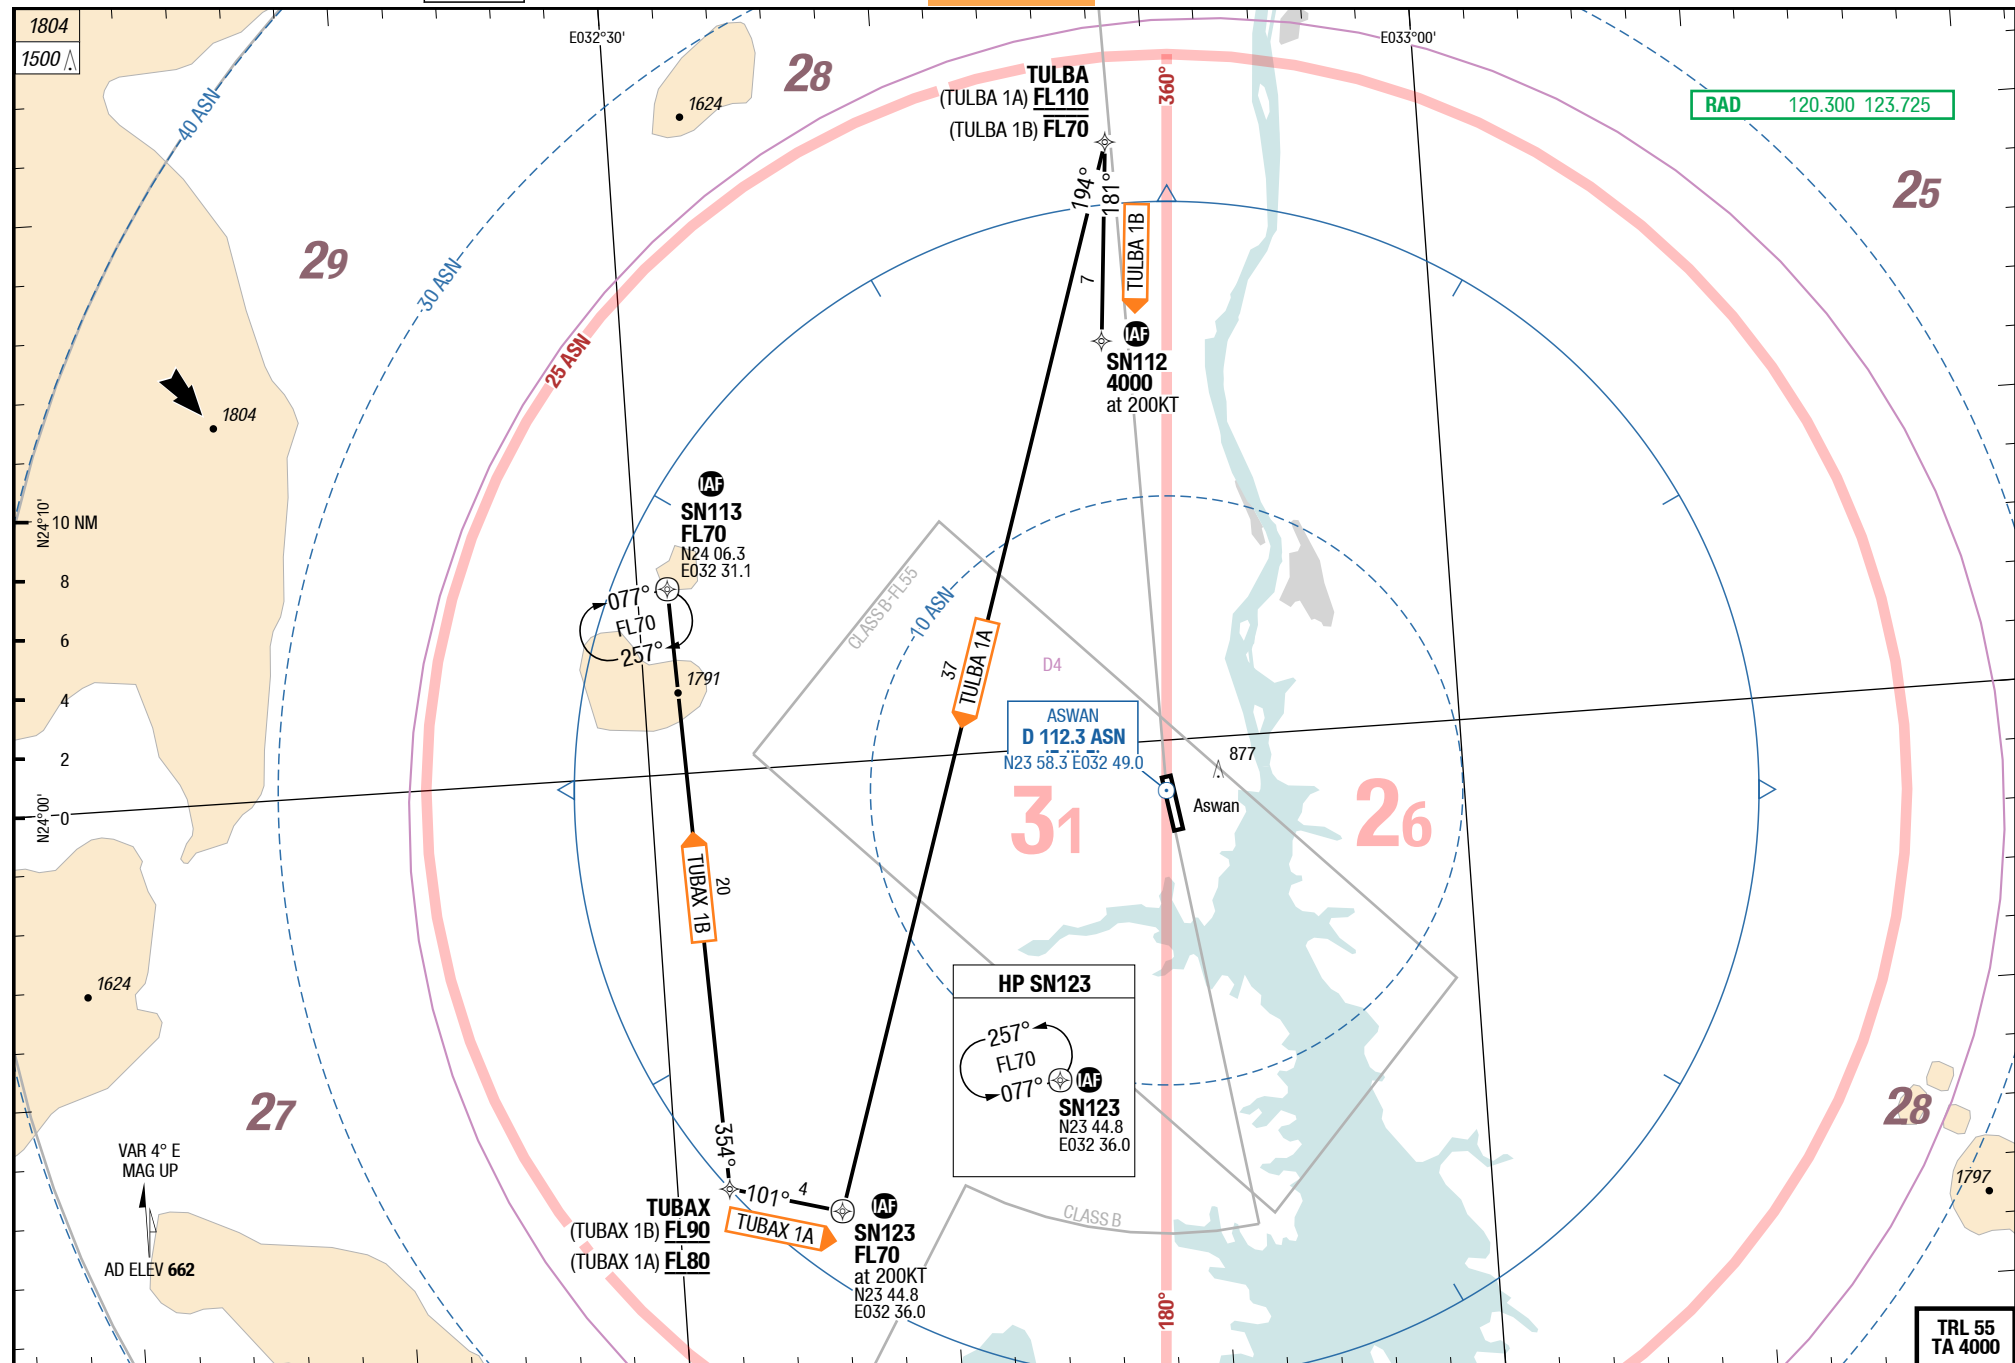 1804
1500
E032°30'
E033°00'
28
1624
40 ASN
TULBA
(TULBA 1A) FL110
(TULBA 1B) FL70
360°
RAD 120.300 123.725
25
194°
181°
TULBA 1B
7
29
30 ASN
25 ASN
IAF
SN112
4000
at 200KT
1804
IAF
SN113
FL70
N24 06.3
E032 31.1
N24°10'
10 NM
8
6
4
2
0
N24°00'
077°
FL70
257°
1791
CLASS B-FL55
10 ASN
37
TULBA 1A
D4
ASWAN
D 112.3 ASN
N23 58.3 E032 49.0
877
Aswan
31
26
TUBAX 1B
20
1624
HP SN123
257°
FL70
077°
IAF
SN123
N23 44.8
E032 36.0
27
28
VAR 4° E
MAG UP
AD ELEV 662
354°
101°
4
TUBAX 1A
TUBAX
(TUBAX 1B) FL90
(TUBAX 1A) FL80
IAF
SN123
FL70
at 200KT
N23 44.8
E032 36.0
CLASS B
180°
1797
TRL 55
TA 4000